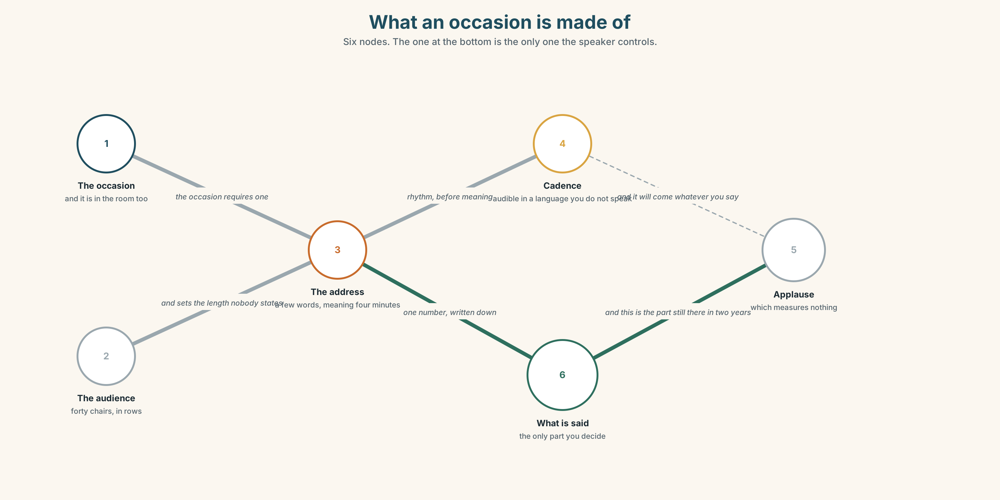 What an occasion is made of
Six nodes. The one at the bottom is the only one the speaker controls.
1
The occasion
and it is in the room too
the occasion requires one
2
The audience
forty chairs, in rows
and sets the length nobody states
3
The address
a few words, meaning four minutes
rhythm, before meaning
4
Cadence
audible in a language you do not speak
and it will come whatever you say
5
Applause
which measures nothing
one number, written down
and this is the part still there in two years
6
What is said
the only part you decide